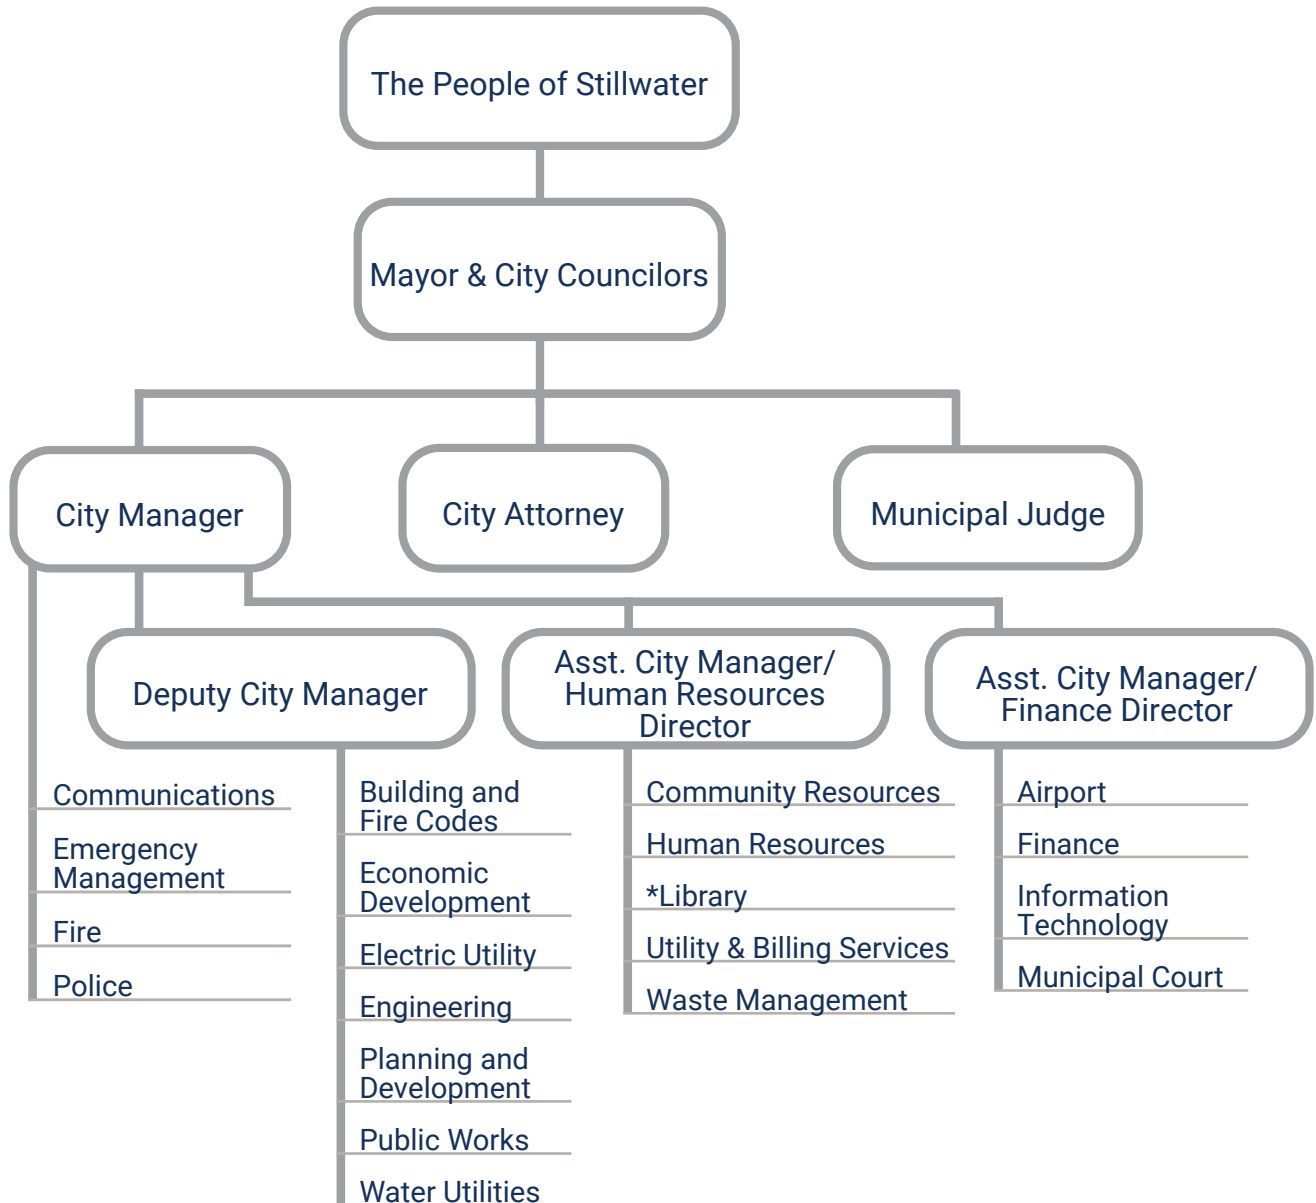 The People of Stillwater
Mayor & City Councilors
City Manager
City Attorney
Municipal Judge
Deputy City Manager
Asst. City Manager/
Human Resources
Director
Asst. City Manager/
Finance Director
Communications
Emergency
Management
Fire
Police
Building and
Fire Codes
Economic
Development
Electric Utility
Engineering
Planning and
Development
Public Works
Water Utilities
Community Resources
Human Resources
*Library
Utility & Billing Services
Waste Management
Airport
Finance
Information
Technology
Municipal Court